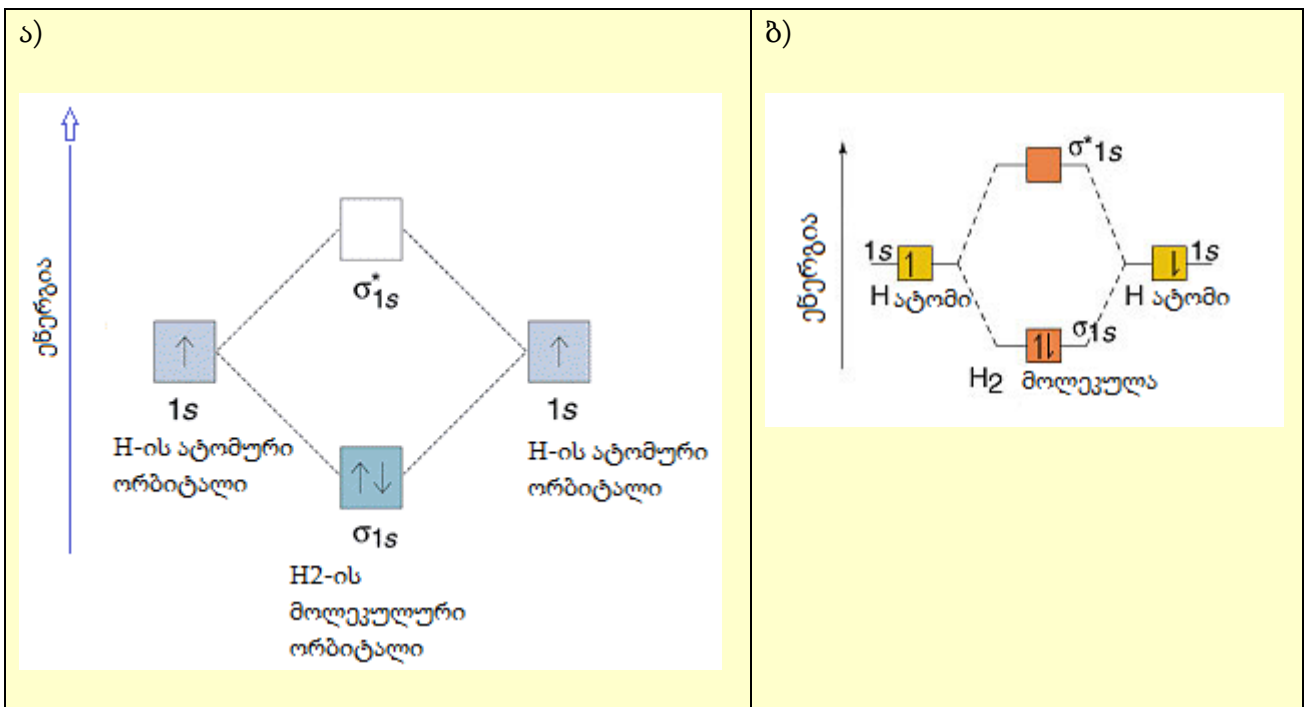 ა)
ენერგია
σ*1s
1s
1s
H-ის ატომური
ორბიტალი
H-ის ატომური
ორბიტალი
σ1s
H2-ის
მოლეკულური
ორბიტალი
ბ)
ენერგია
σ*1s
1s
1s
H ატომი
H ატომი
σ1s
H2 მოლეკულა